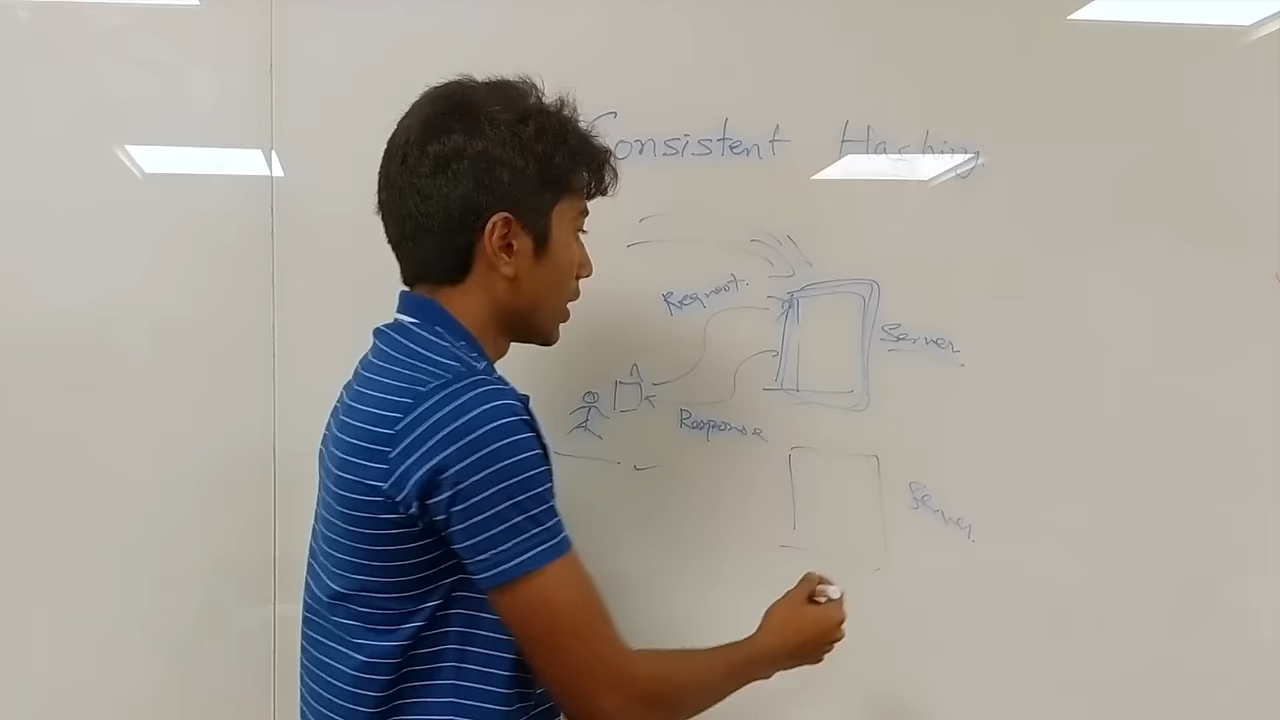 Consistent Hashing
Request.
Server
Response
Server